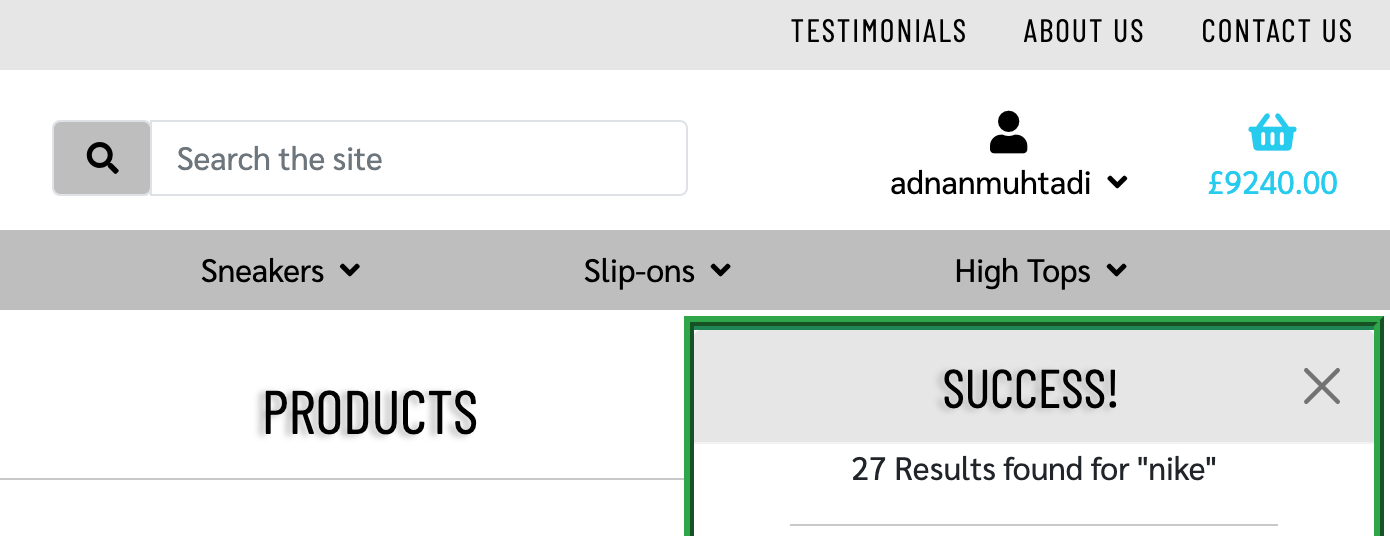 TESTIMONIALS ABOUT US CONTACT US
Search the site
adnanmuhtadi £9240.00
Sneakers Slip-ons High Tops
PRODUCTS
SUCCESS!
27 Results found for "nike"